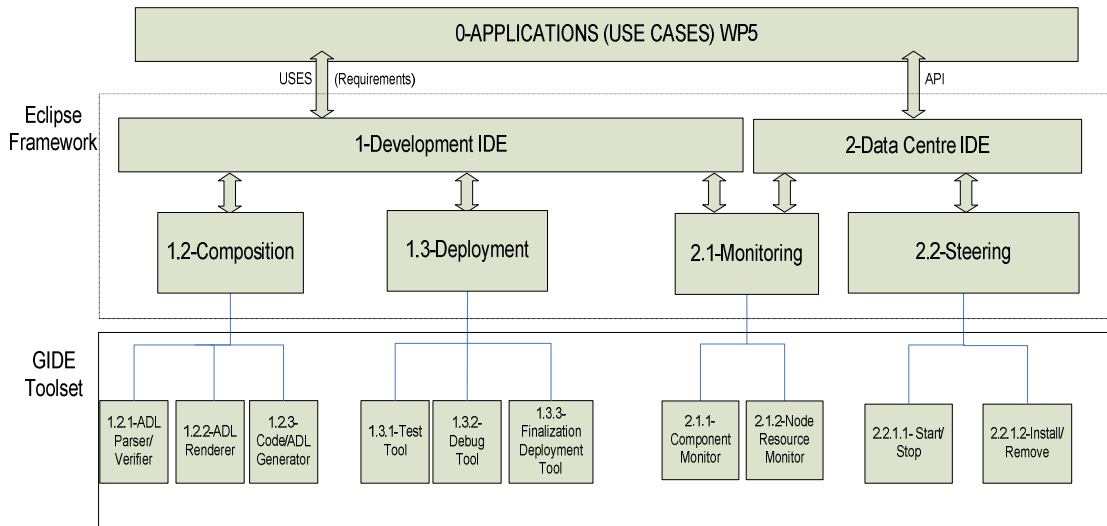 0-APPLICATIONS (USE CASES) WP5
USES
(Requirements)
API
Eclipse
Framework
1-Development IDE
2-Data Centre IDE
1.2-Composition
1.3-Deployment
2.1-Monitoring
2.2-Steering
GIDE
Toolset
1.2.1-ADL
Parser/
Verifier
1.2.2-ADL
Renderer
1.2.3-
Code/ADL
Generator
1.3.1-Test
Tool
1.3.2-
Debug
Tool
1.3.3-
Finalization
Deployment
Tool
2.1.1-
Component
Monitor
2.1.2-Node
Resource
Monitor
2.2.1.1- Start/
Stop
2.2.1.2-Install/
Remove